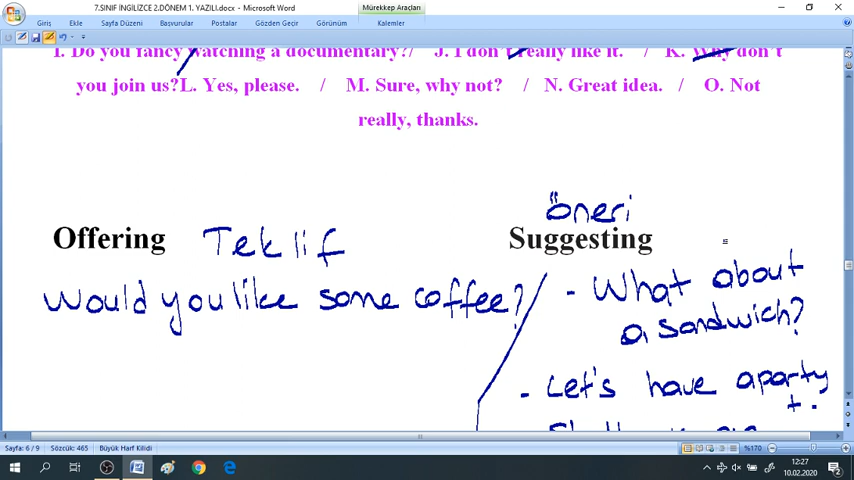 7.SINIF İNGİLİZCE 2.DÖNEM 1. YAZILI.docx - Microsoft Word
Mürekkep Araçları
Giriş Ekle Sayfa Düzeni Başvurular Postalar Gözden Geçir Görünüm Kalemler
I. Do you fancy watching a documentary?/ J. I don't really like it. / K. Why don't
you join us?L. Yes, please. / M. Sure, why not? / N. Great idea. / O. Not
really, thanks.
öneri
Offering Teklif Suggesting
Would you like some coffee? - What about
a sandwich?
- Let's have a party
Sayfa: 6 / 9 Sözcük: 465 Büyük Harf Kilidi %170
12:27
10.02.2020
2